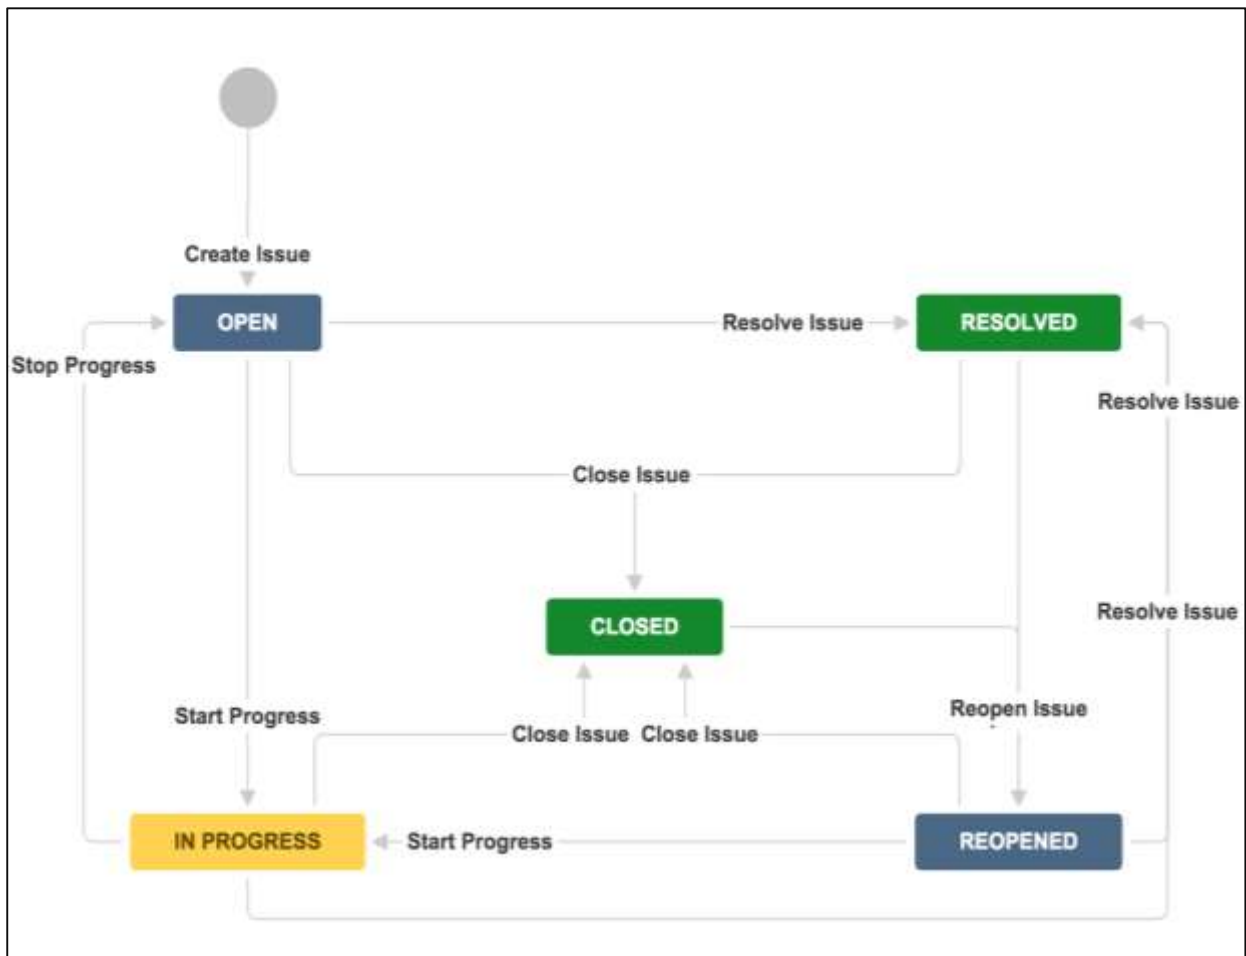 Create Issue
OPEN
Resolve Issue
RESOLVED
Stop Progress
Resolve Issue
Close Issue
CLOSED
Resolve Issue
Start Progress
Reopen Issue
Close Issue
Close Issue
IN PROGRESS
Start Progress
REOPENED